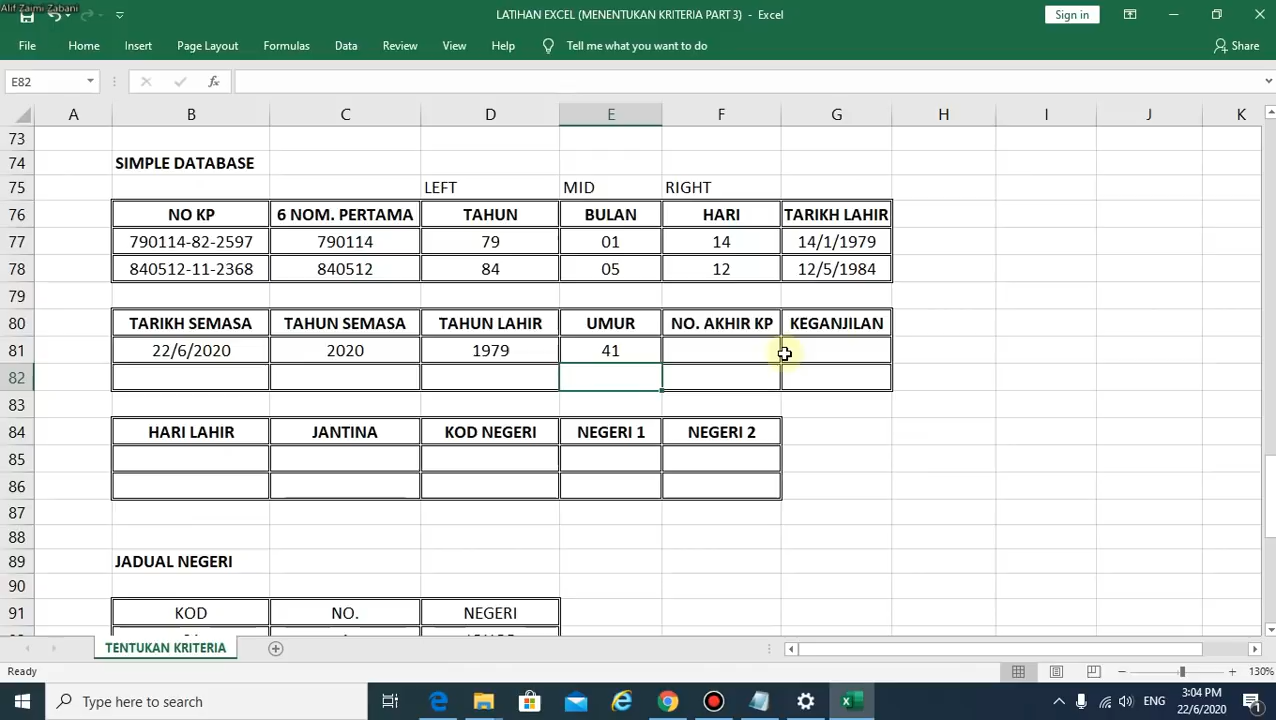 Alif Zaimi Zabani
LATIHAN EXCEL (MENENTUKAN KRITERIA PART 3) - Excel
Sign in
File Home Insert Page Layout Formulas Data Review View Help Tell me what you want to do Share
E82 fx
A B C D E F G H I J K
73
74 SIMPLE DATABASE
75 LEFT MID RIGHT
76 NO KP 6 NOM. PERTAMA TAHUN BULAN HARI TARIKH LAHIR
77 790114-82-2597 790114 79 01 14 14/1/1979
78 840512-11-2368 840512 84 05 12 12/5/1984
79
80 TARIKH SEMASA TAHUN SEMASA TAHUN LAHIR UMUR NO. AKHIR KP KEGANJILAN
81 22/6/2020 2020 1979 41
82
83
84 HARI LAHIR JANTINA KOD NEGERI NEGERI 1 NEGERI 2
85
86
87
88
89 JADUAL NEGERI
90
91 KOD NO. NEGERI
TENTUKAN KRITERIA
Ready 130%
Type here to search
ENG
3:04 PM
22/6/2020
1